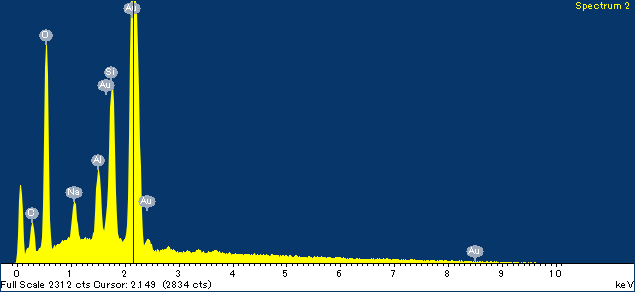 Spectrum 2
Au
O
Si
Au
Al
Na
Au
C
Au
0 1 2 3 4 5 6 7 8 9 10
Full Scale 2312 cts Cursor: 2.149 (2834 cts) keV